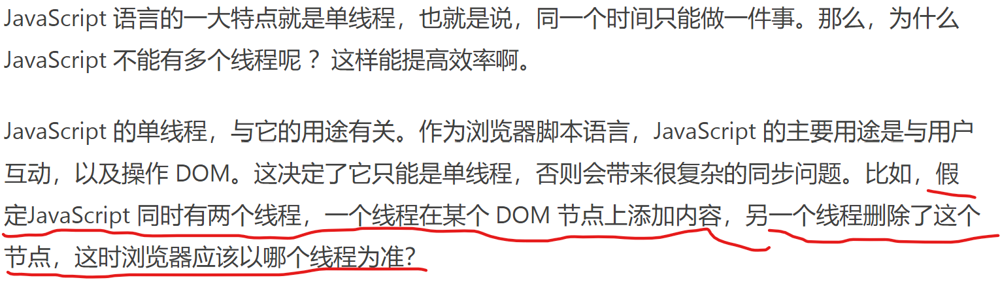 JavaScript 语言的一大特点就是单线程，也就是说，同一个时间只能做一件事。那么，为什么
JavaScript 不能有多个线程呢 ？这样能提高效率啊。
JavaScript 的单线程，与它的用途有关。作为浏览器脚本语言，JavaScript 的主要用途是与用户
互动，以及操作 DOM。这决定了它只能是单线程，否则会带来很复杂的同步问题。比如，假
定JavaScript 同时有两个线程，一个线程在某个 DOM 节点上添加内容，另一个线程删除了这个
节点，这时浏览器应该以哪个线程为准？